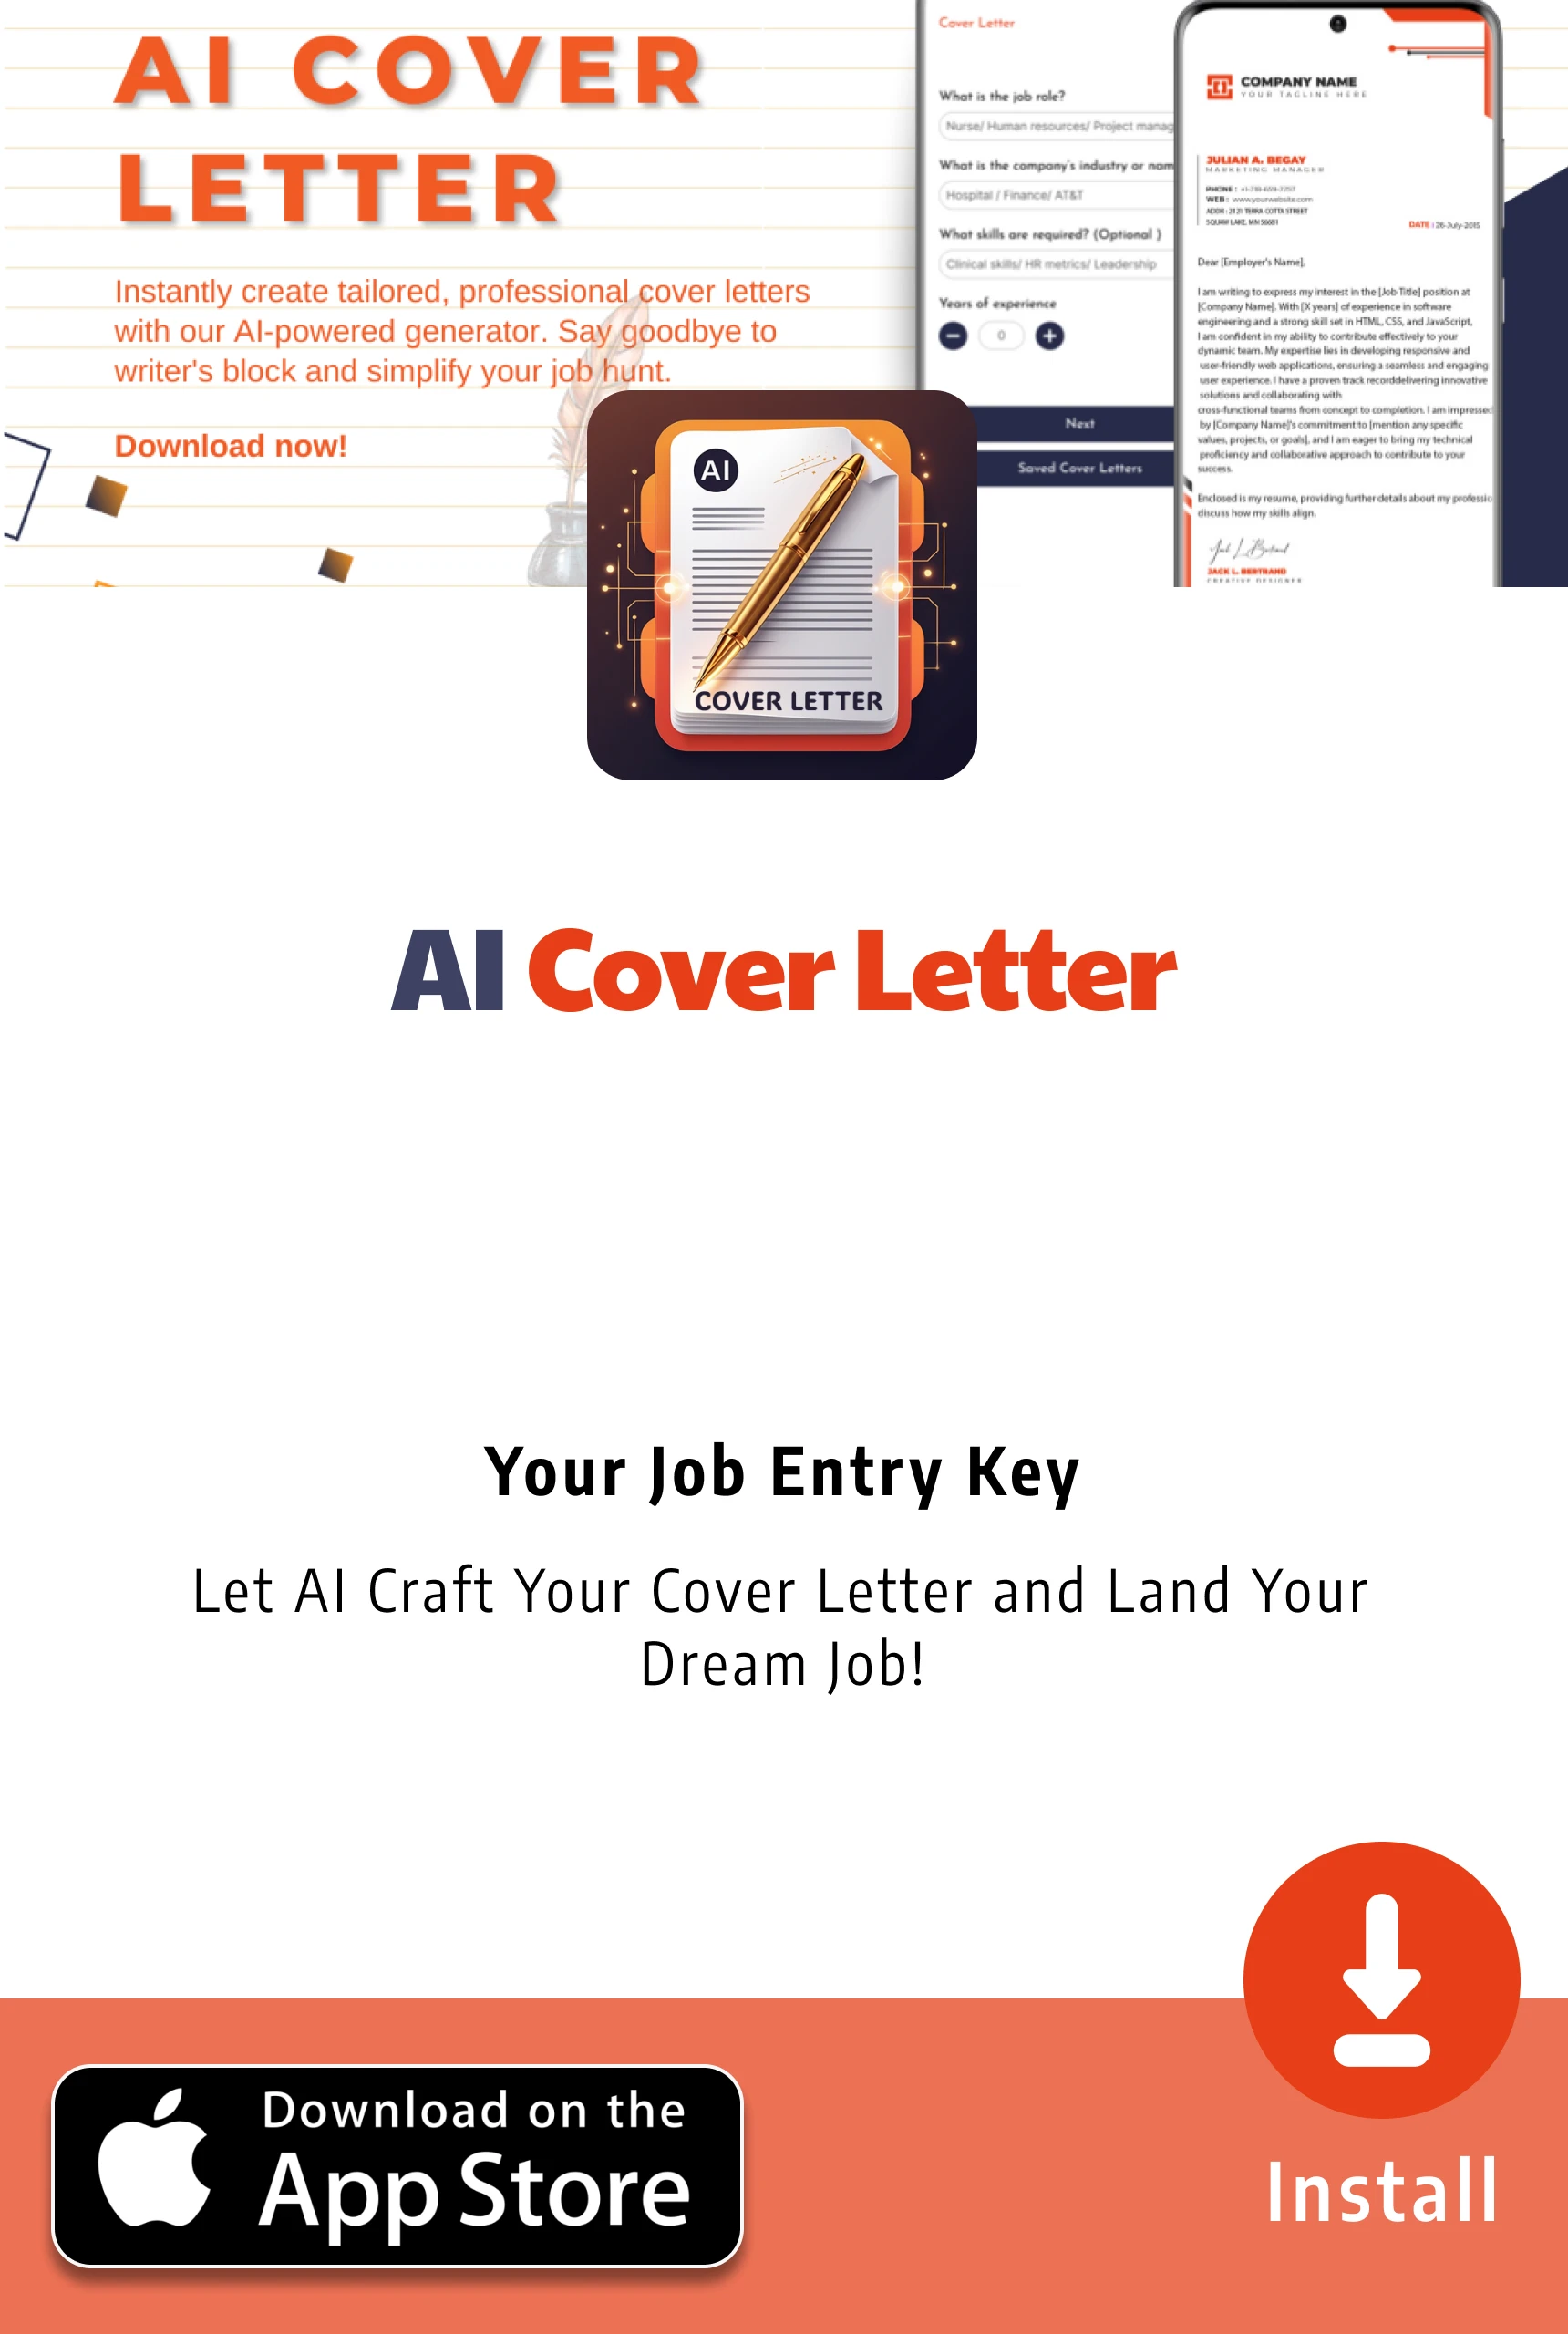 AI COVER
LETTER
Instantly create tailored, professional cover letters
with our AI-powered generator. Say goodbye to
writer's block and simplify your job hunt.
Download now!
Cover Letter
What is the job role?
Nurse/ Human resources/ Project manag
What is the company's industry or nam
Hospital / Finance/ AT&T
What skills are required? (Optional )
Clinical skills/ HR metrics/ Leadership
Years of experience
0
Next
Saved Cover Letters
COMPANY NAME
YOUR TAGLINE HERE
JULIAN A. BEGAY
MARKETING MANAGER
PHONE :
WEB : www.yourwebsite.com
ADDR : 2121 TERRA COTTA STREET
SQUAW LAKE, MN 56681
DATE : 26-July-2015
Dear [Employer's Name],
I am writing to express my interest in the [Job Title] position at
[Company Name]. With [X years] of experience in software
engineering and a strong skill set in HTML, CSS, and JavaScript,
I am confident in my ability to contribute effectively to your
dynamic team. My expertise lies in developing responsive and
user-friendly web applications, ensuring a seamless and engaging
user experience. I have a proven track recorddelivering innovative
solutions and collaborating with
cross-functional teams from concept to completion. I am impressed
by [Company Name]'s commitment to [mention any specific
values, projects, or goals], and I am eager to bring my technical
proficiency and collaborative approach to contribute to your
success.
Enclosed is my resume, providing further details about my professio
discuss how my skills align.
JACK L. BERTRAND
CREATIVE DESIGNER
AI
COVER LETTER
AI Cover Letter
Your Job Entry Key
Let AI Craft Your Cover Letter and Land Your
Dream Job!
Download on the
App Store
Install